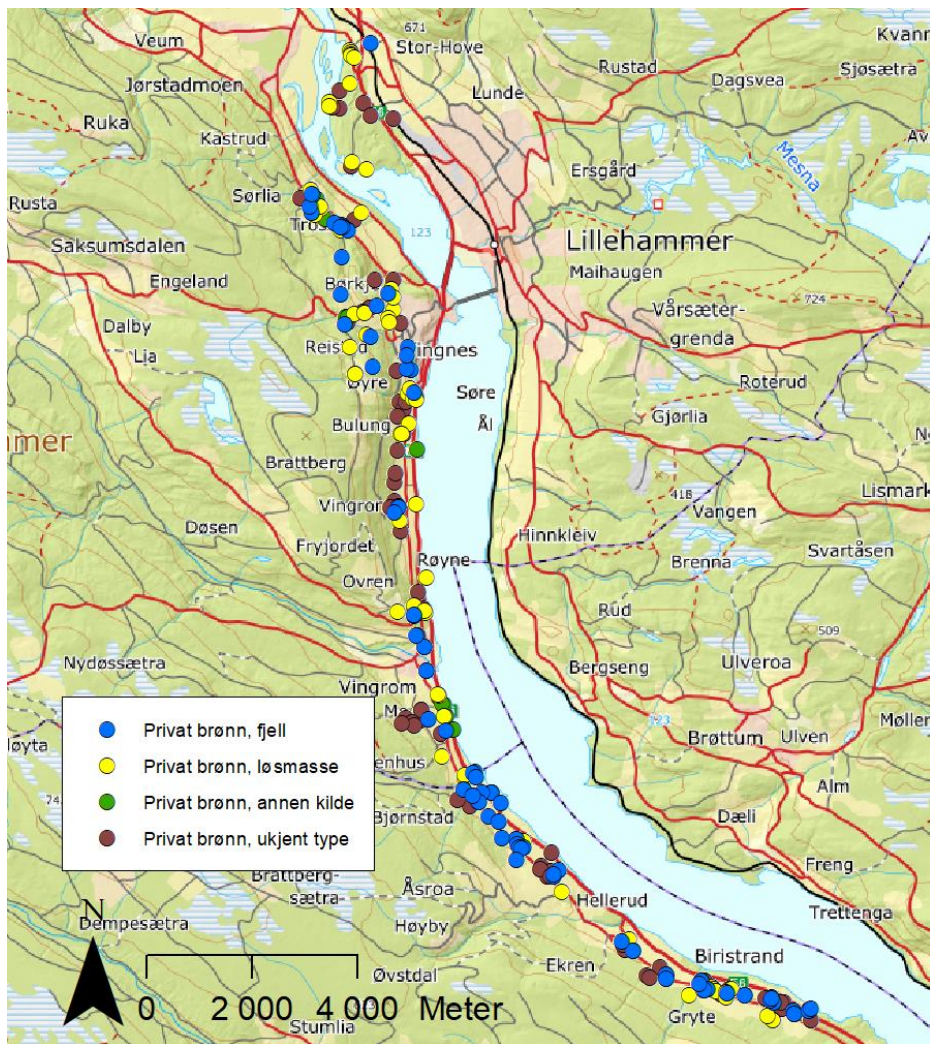 671
Kvann
Veum
Stor-Hove
Rustad
Dagsvea
Sjøsætra
Jørstadmoen
Lunde
Ruka
Kastrud
Mesna
Ersgård
Sørlia
Rusta
123
Lillehammer
Saksumsdalen
Maihaugen
Engeland
724
Vårsæter-
grenda
Dalby
Lia
Vingnes
Øyre
Roterud
Søre
Ål
Gjørlia
Bulung
mmer
Brattberg
Lismark
418
Vangen
Døsen
Hinnkleiv
Fryjordet
Svartåsen
Brenna
Røyne
Ovren
Rud
509
Bergseng
Ulveroa
Nydøssætra
Vingrom
123
Møller
Ulven
Brøttum
Privat brønn, fjell
Privat brønn, løsmasse
Privat brønn, annen kilde
Privat brønn, ukjent type
Alm
Dæli
Bjørnstad
Freng
Brattberg-
sætra
Åsroa
Hellerud
Trettenga
Dempesætra
Høyby
N
Biristrand
Ekren
Øvstdal
0 2 000 4 000 Meter
Gryte
Stumlia